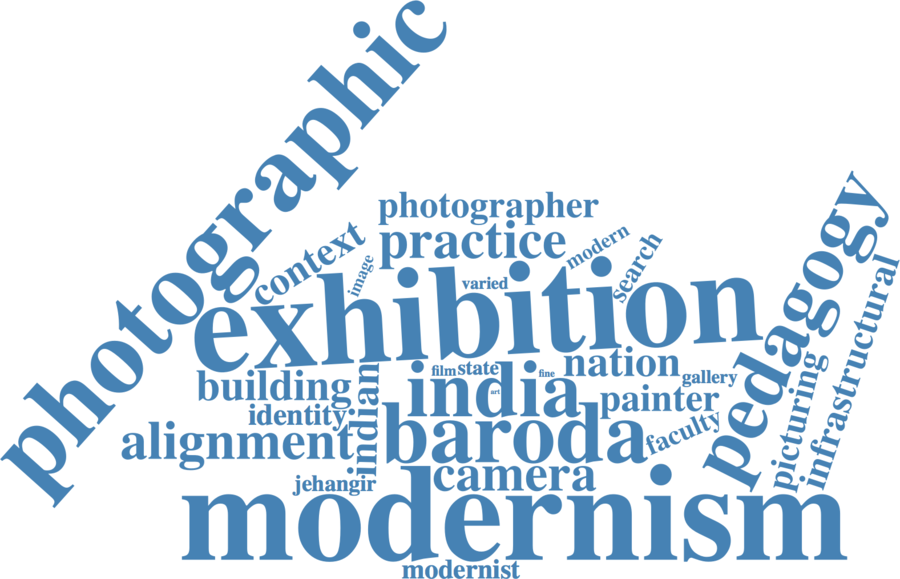 photographic
photographer
practice
context
image
modern
search
varied
exhibition
pedagogy
infrastructural
picturing
film
state
fine
nation
gallery
building
indian
india
art
painter
identity
alignment
baroda
faculty
jehangir
camera
modernism
modernist